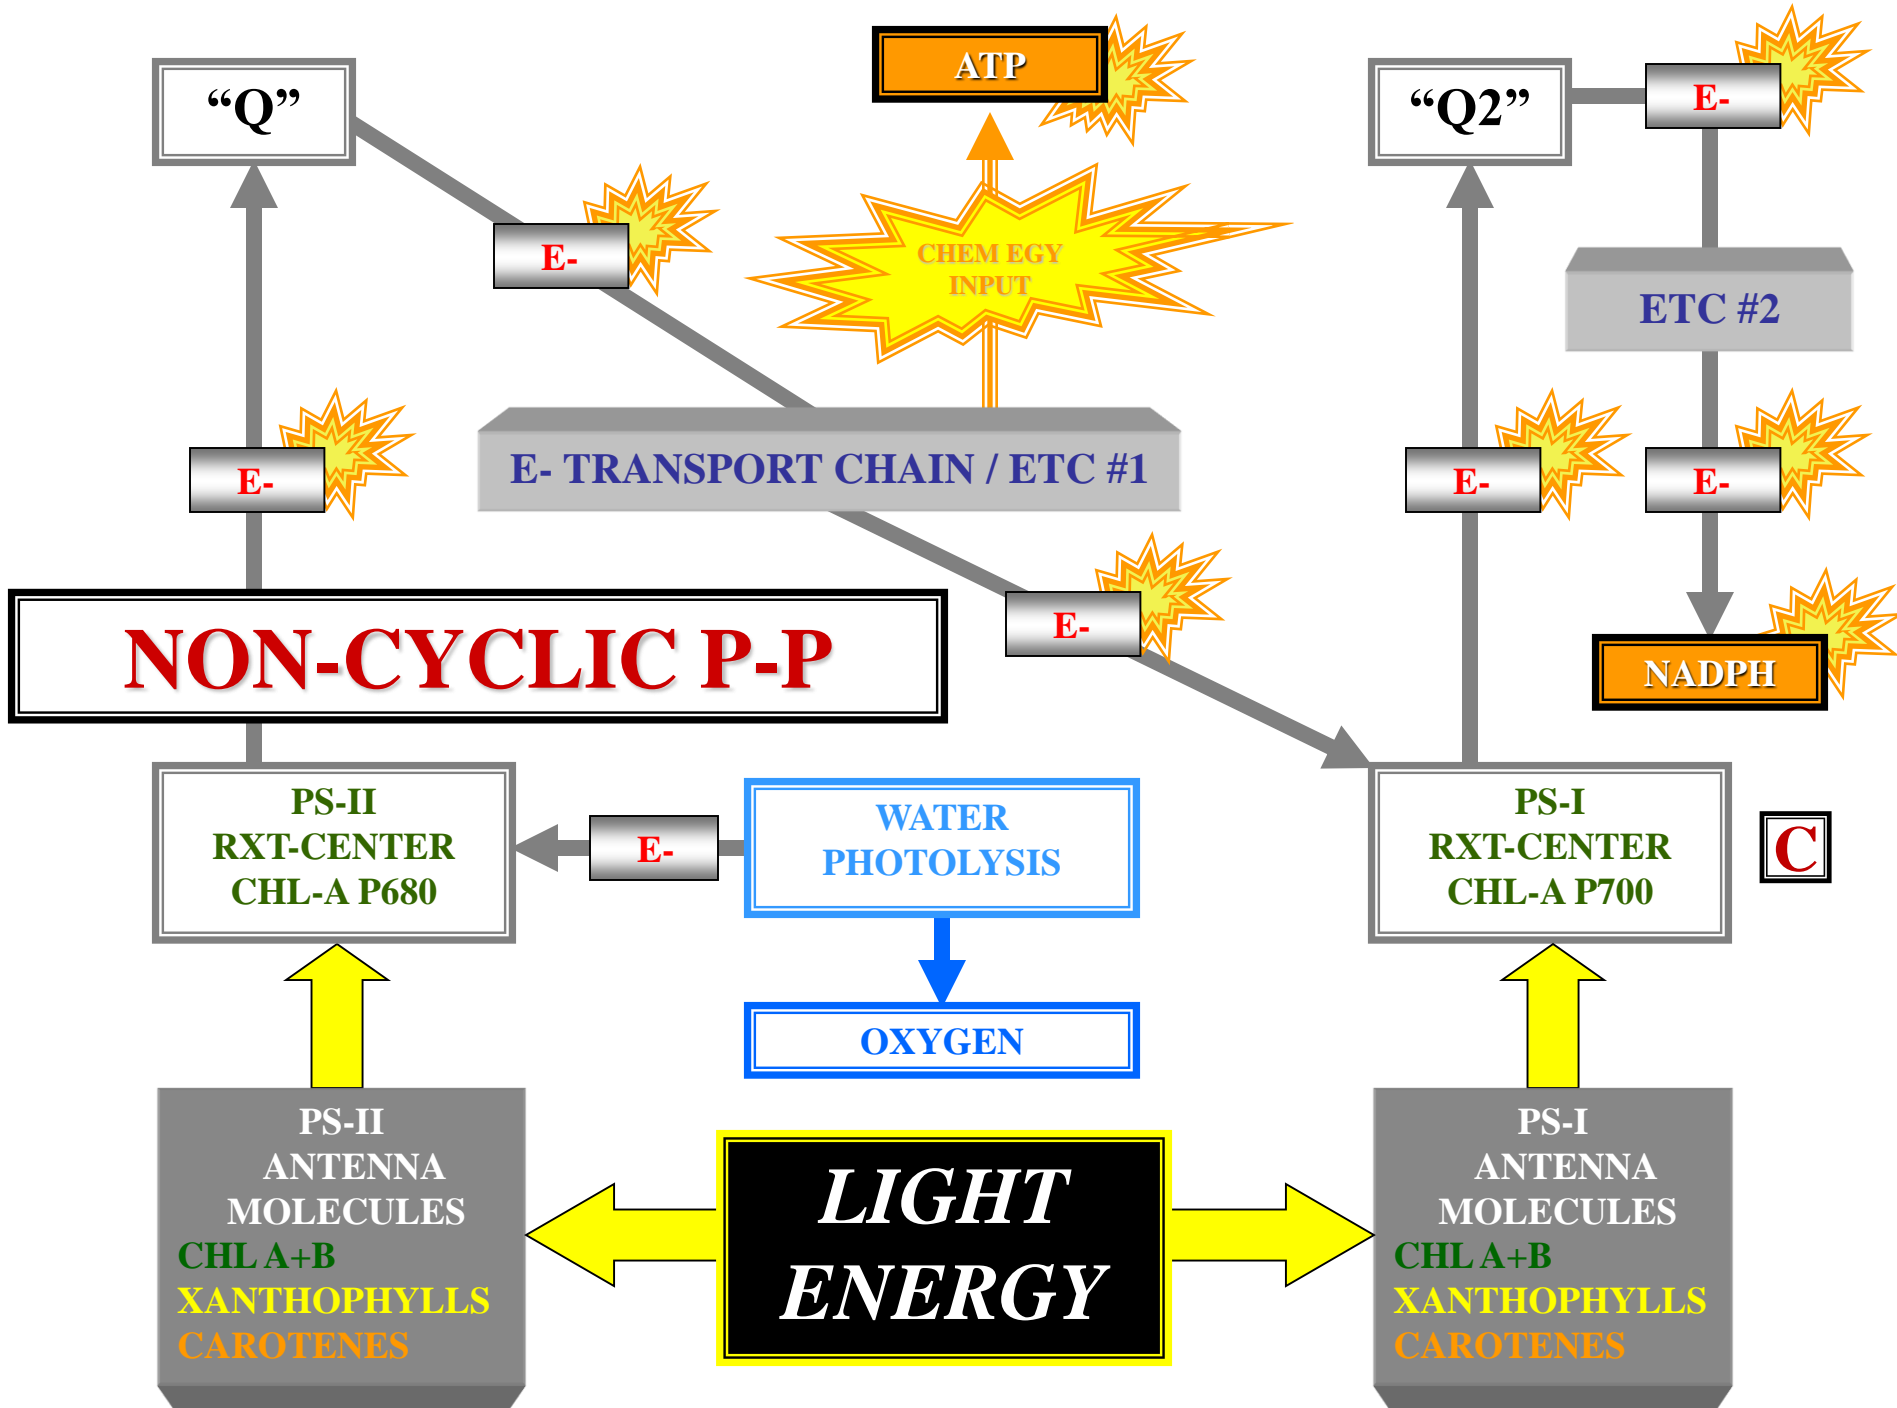 ATP
“Q”
“Q2”
E-
E-
CHEM EGY
INPUT
ETC #2
E- TRANSPORT CHAIN / ETC #1
E-
E-
E-
E-
NON-CYCLIC P-P
NADPH
PS-II
RXT-CENTER
CHL-A P680
E-
WATER
PHOTOLYSIS
PS-I
RXT-CENTER
CHL-A P700
C
OXYGEN
PS-II
ANTENNA
MOLECULES
CHL A+B
XANTHOPHYLLS
CAROTENES
LIGHT
ENERGY
PS-I
ANTENNA
MOLECULES
CHL A+B
XANTHOPHYLLS
CAROTENES